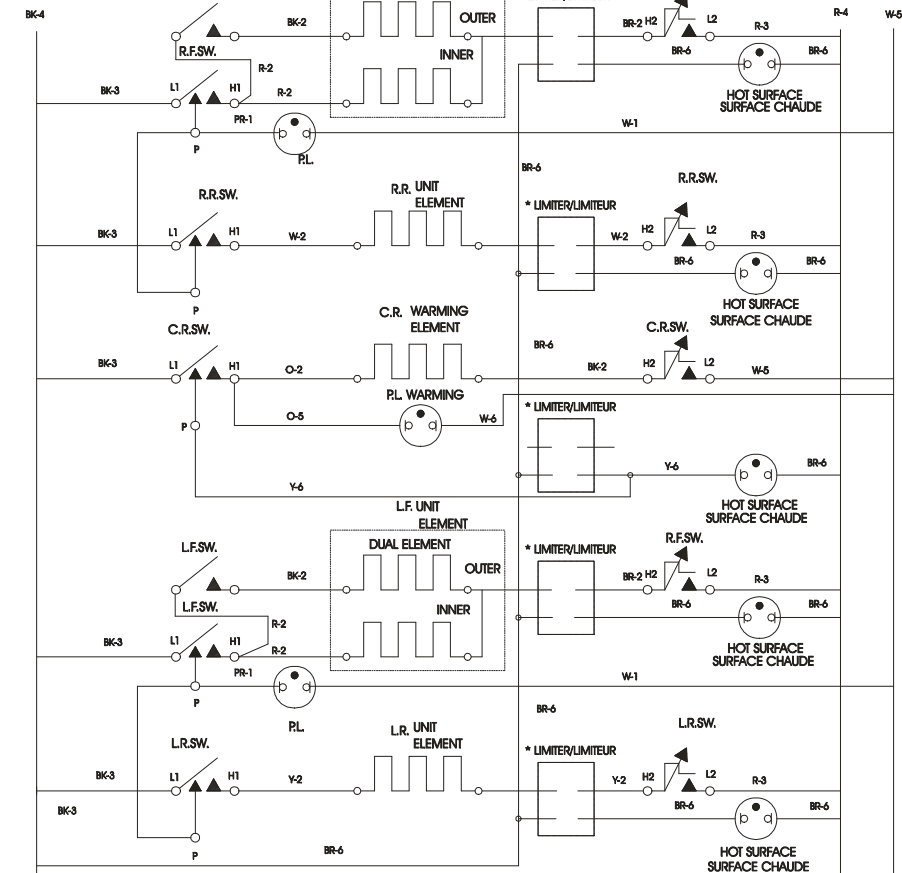 BK-4
R-4
W-5
BK-2
OUTER
BR-2 H2
L2
R-3
R.F.SW.
INNER
BR-6
BR-6
R-2
BK-3
L1
H1
R-2
HOT SURFACE
SURFACE CHAUDE
PR-1
W-1
P
P.L.
BR-6
R.R.SW.
R.R. UNIT
ELEMENT
R.R.SW.
* LIMITER/LIMITEUR
BK-3
L1
H1
W-2
W-2
H2
L2
R-3
BR-6
BR-6
P
HOT SURFACE
SURFACE CHAUDE
C.R.SW.
C.R. WARMING
ELEMENT
C.R.SW.
BR-6
BK-3
L1
H1
O-2
BK-2
H2
L2
W-5
P.L. WARMING
* LIMITER/LIMITEUR
P
O-5
W-6
Y-6
BR-6
Y-6
HOT SURFACE
SURFACE CHAUDE
L.F. UNIT
ELEMENT
L.F.SW.
DUAL ELEMENT
* LIMITER/LIMITEUR
R.F.SW.
BK-2
OUTER
BR-2 H2
L2
R-3
L.F.SW.
INNER
BR-6
BR-6
R-2
BK-3
L1
H1
R-2
HOT SURFACE
SURFACE CHAUDE
PR-1
W-1
P
P.L.
BR-6
L.R.SW.
L.R. UNIT
ELEMENT
L.R.SW.
* LIMITER/LIMITEUR
BK-3
L1
H1
Y-2
Y-2
H2
L2
R-3
BK-3
BR-6
BR-6
P
BR-6
HOT SURFACE
SURFACE CHAUDE